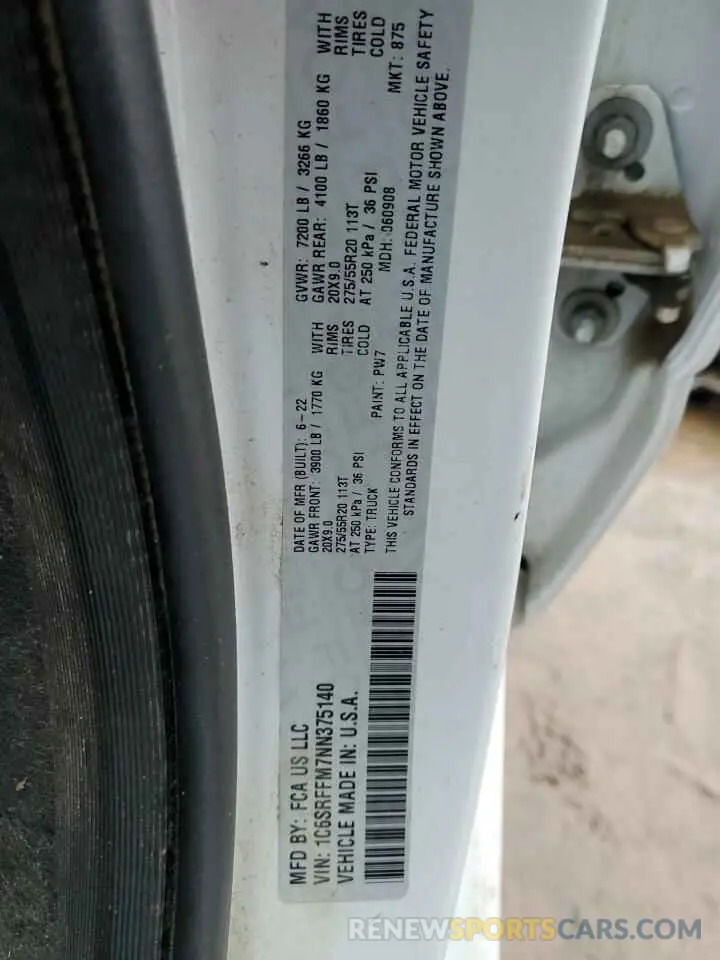 MFD BY: FCA US LLC
VIN: 1C6SRFFM7NN375140
VEHICLE MADE IN: U.S.A.
DATE OF MFR (BUILT): 6-22 GVWR: 7200 LB / 3266 KG
GAWR FRONT: 3900 LB / 1770 KG WITH GAWR REAR: 4100 LB / 1860 KG WITH
20X9.0 RIMS 20X9.0 RIMS
275/55R20 113T TIRES 275/55R20 113T TIRES
AT 250 kPa / 36 PSI COLD AT 250 kPa / 36 PSI COLD
TYPE: TRUCK PAINT: PW7 MDH: 060908 MKT: 875
THIS VEHICLE CONFORMS TO ALL APPLICABLE U.S.A. FEDERAL MOTOR VEHICLE SAFETY
STANDARDS IN EFFECT ON THE DATE OF MANUFACTURE SHOWN ABOVE.
RENEWSPORTSCARS.COM